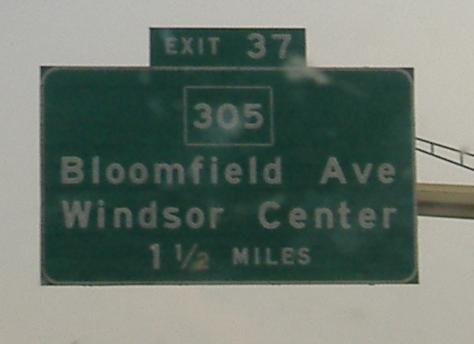 EXIT 37
305
Bloomfield Ave
Windsor Center
1 ½ MILES